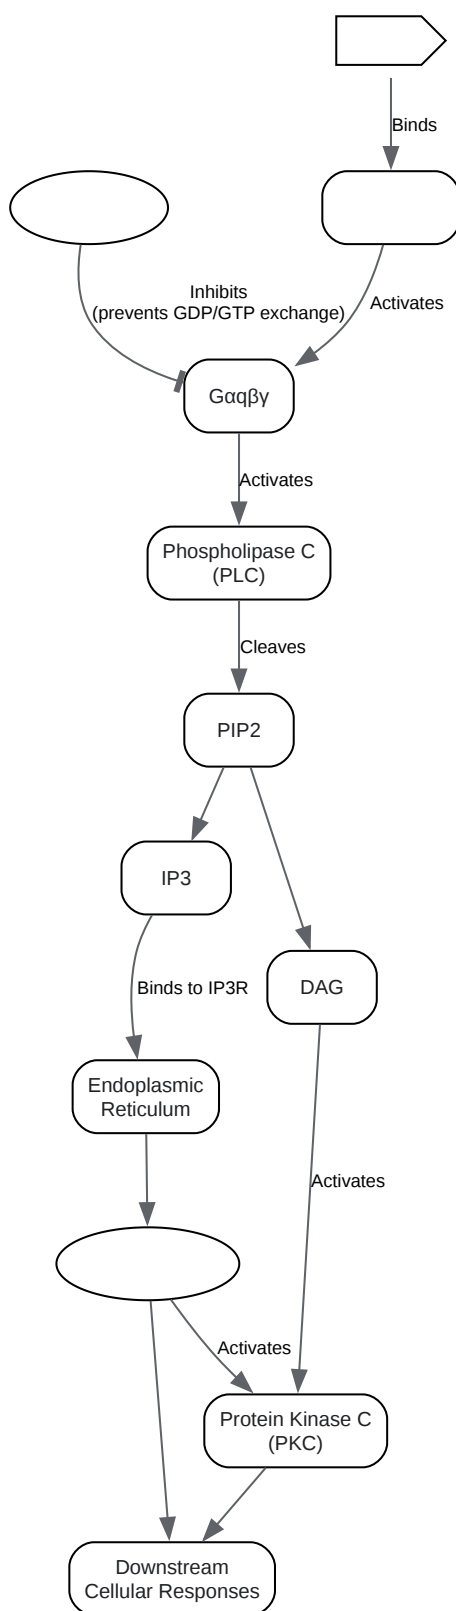 Binds
Inhibits
(prevents GDP/GTP exchange)
Activates
Gαqβγ
Activates
Phospholipase C
(PLC)
Cleaves
PIP2
IP3
Binds to IP3R
DAG
Endoplasmic
Reticulum
Activates
Activates
Protein Kinase C
(PKC)
Downstream
Cellular Responses